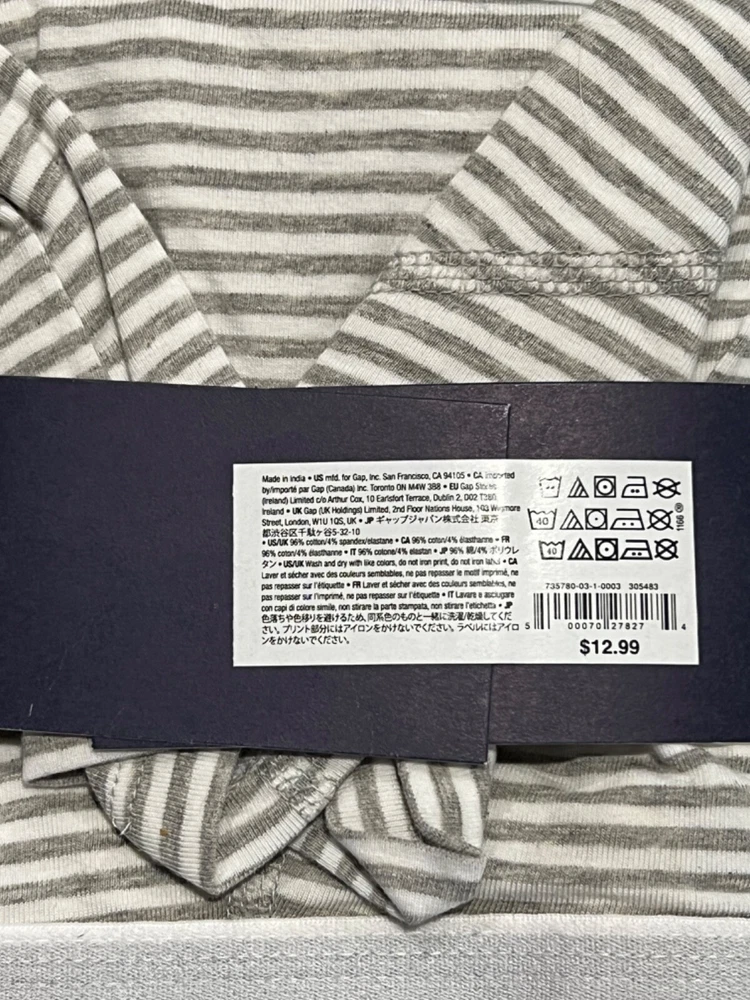 Made in India • US mfd. for Gap, Inc. San Francisco, CA 94105 • CA imported
by/importé par Gap (Canada) Inc. Toronto ON M4W 3B8 • EU Gap Stores
(Ireland) Limited c/o Arthur Cox, 10 Earlsfort Terrace, Dublin 2, D02 T380,
Ireland • UK Gap (UK Holdings) Limited, 2nd Floor Nations House, 103 Wigmore
Street, London, W1U 1QS, UK • JP ギャップジャパン株式会社 東京
都渋谷区千駄ヶ谷5-32-10
• US/UK 96% cotton/4% spandex/elastane • CA 96% coton/4% élasthanne • FR
96% coton/4% élasthanne • IT 96% cotone/4% elastan • JP 96% 綿/4% ポリウレ
タン • US/UK Wash and dry with like colors, do not iron print, do not iron label • CA
Laver et sécher avec des couleurs semblables, ne pas repasser le motif imprimé, ne
pas repasser sur l'étiquette • FR Laver et sécher avec des couleurs semblables, ne
pas repasser sur l'imprimé, ne pas repasser sur l'étiquette • IT Lavare e asciugare
con capi di colore simile, non stirare la parte stampata, non stirare l'etichetta • JP
色落ちや色移りを避けるため、同系色のものと一緒に洗濯/乾燥してくだ
さい。プリント部分にはアイロンをかけないでください。ラベルにはアイロ
ンをかけないでください。
40
40
1166 ®
735780-03-1-0003 305483
5 00070 27827 4
$12.99